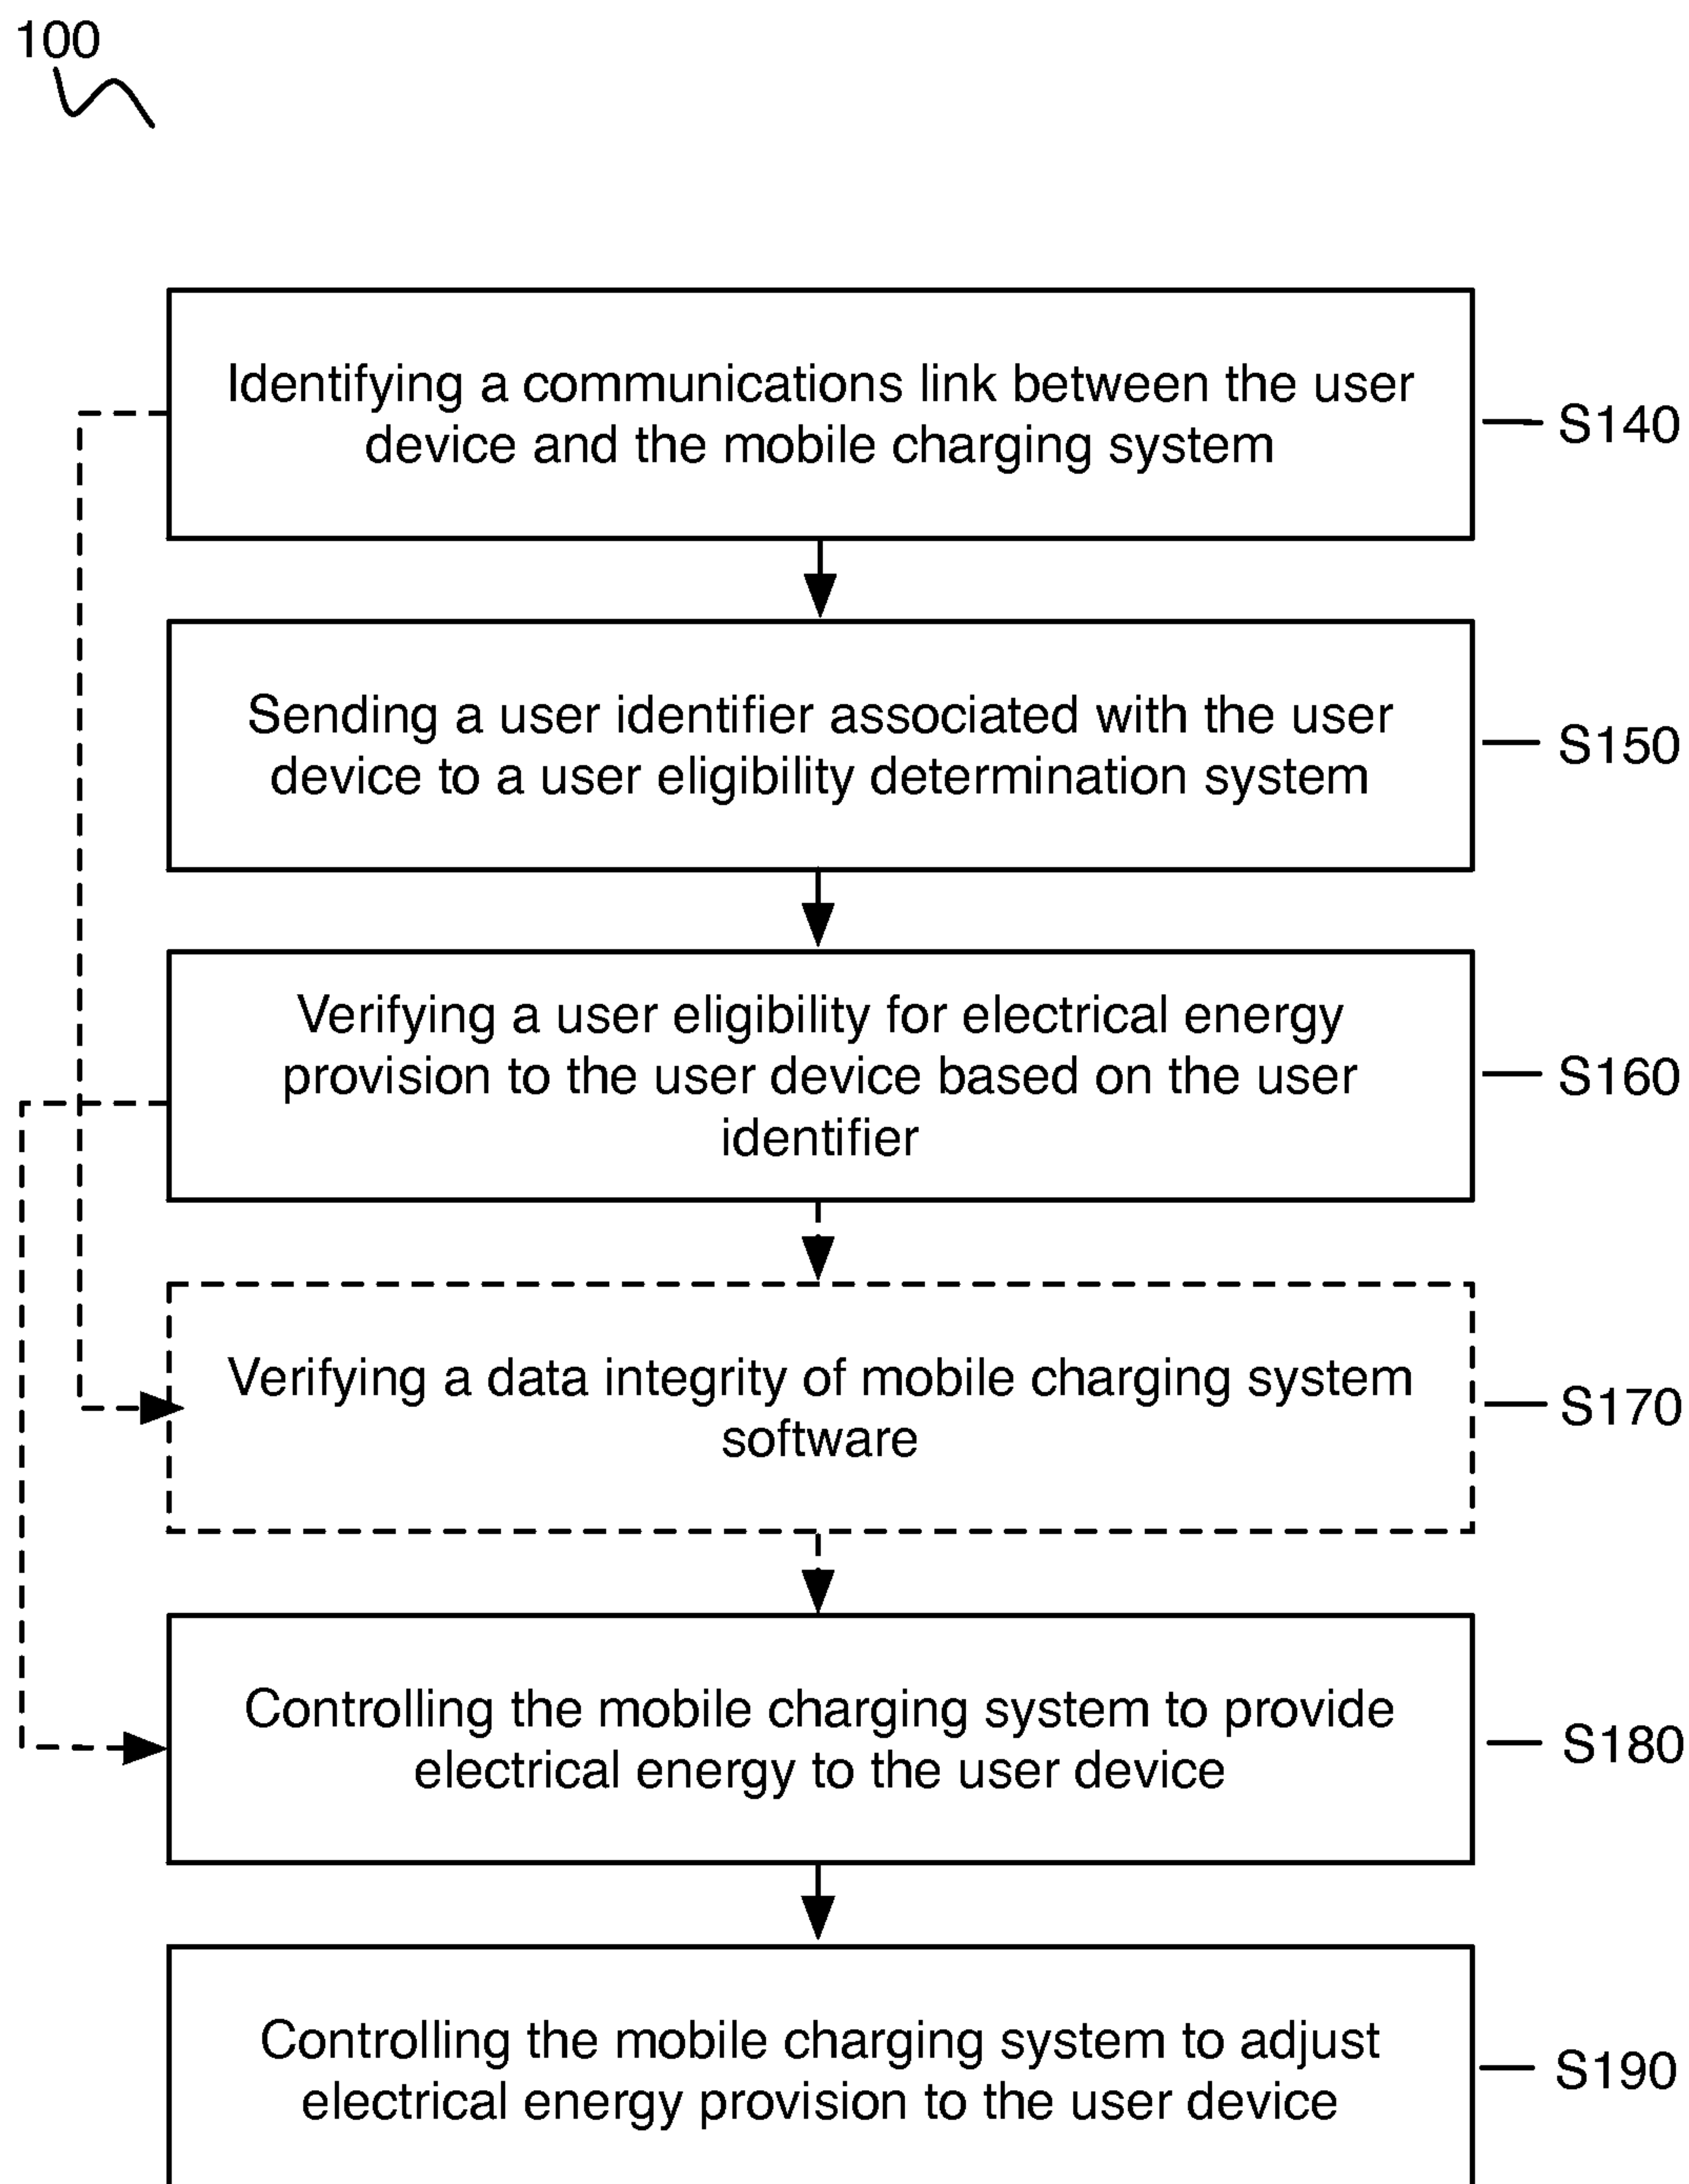 100
Identifying a communications link between the user
device and the mobile charging system
S140
Sending a user identifier associated with the user
device to a user eligibility determination system
S150
Verifying a user eligibility for electrical energy
provision to the user device based on the user
identifier
S160
Verifying a data integrity of mobile charging system
software
S170
Controlling the mobile charging system to provide
electrical energy to the user device
S180
Controlling the mobile charging system to adjust
electrical energy provision to the user device
S190